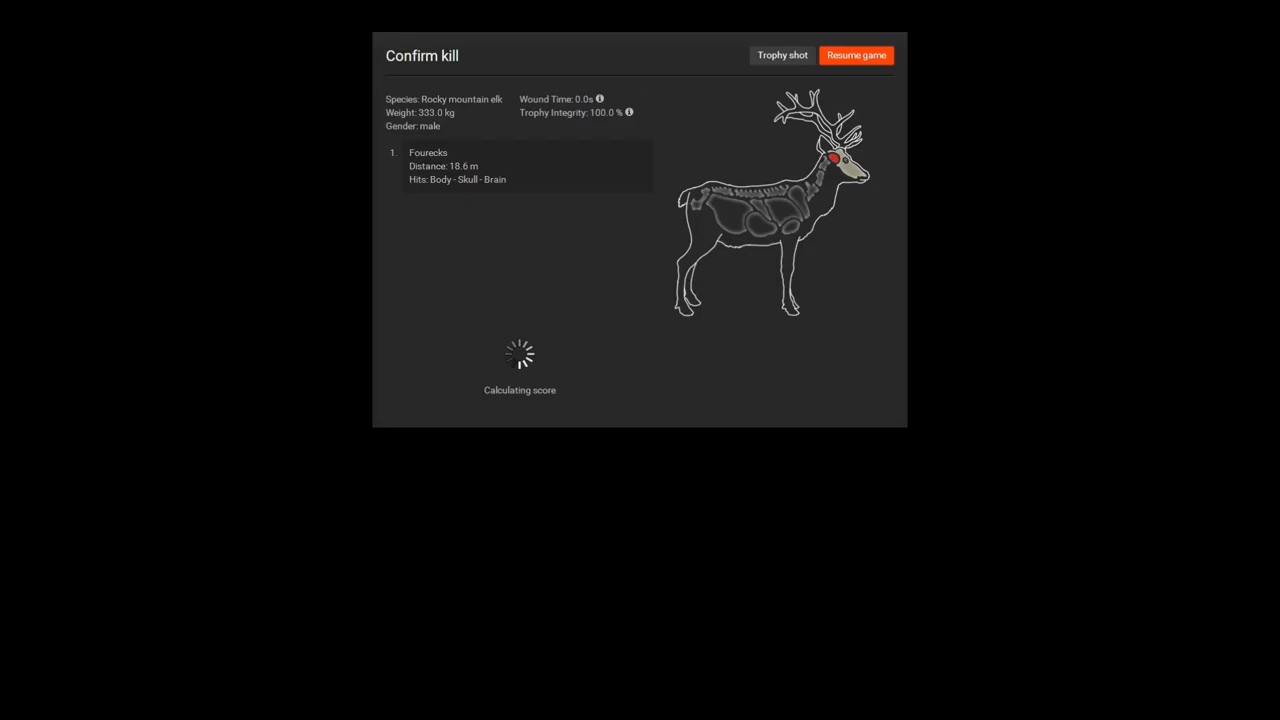 Confirm kill
Trophy shot
Resume game
Species: Rocky mountain elk
Weight: 333.0 kg
Gender: male
Wound Time: 0.0s
Trophy Integrity: 100.0 %
1.
Fourecks
Distance: 18.6 m
Hits: Body - Skull - Brain
Calculating score